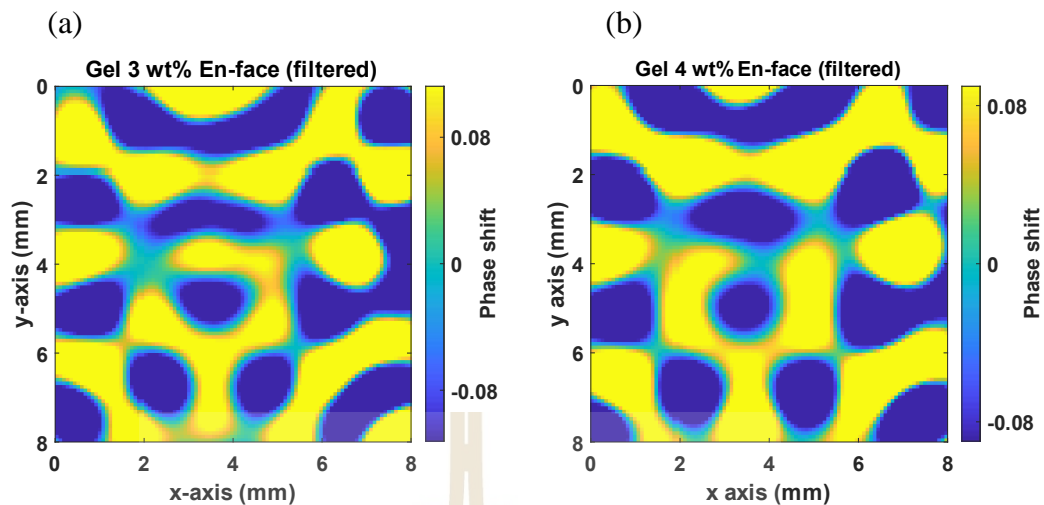 (a)
(b)
Gel 3 wt% En-face (filtered)
Gel 4 wt% En-face (filtered)
0
2
4
6
8
y-axis (mm)
0
2
4
6
8
x-axis (mm)
0.08
0
-0.08
Phase shift
0
2
4
6
8
y axis (mm)
0
2
4
6
8
x axis (mm)
0.08
0
-0.08
Phase shift